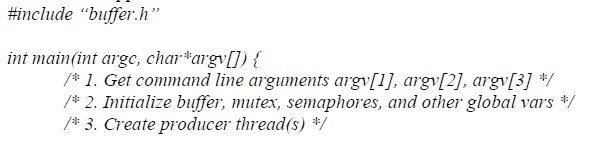 #include “buffer.h”
int main(int argc, char*argv[]) {
/* 1. Get command line arguments argv[1], argv[2], argv[3] */
/* 2. Initialize buffer, mutex, semaphores, and other global vars */
/* 3. Create producer thread(s) */